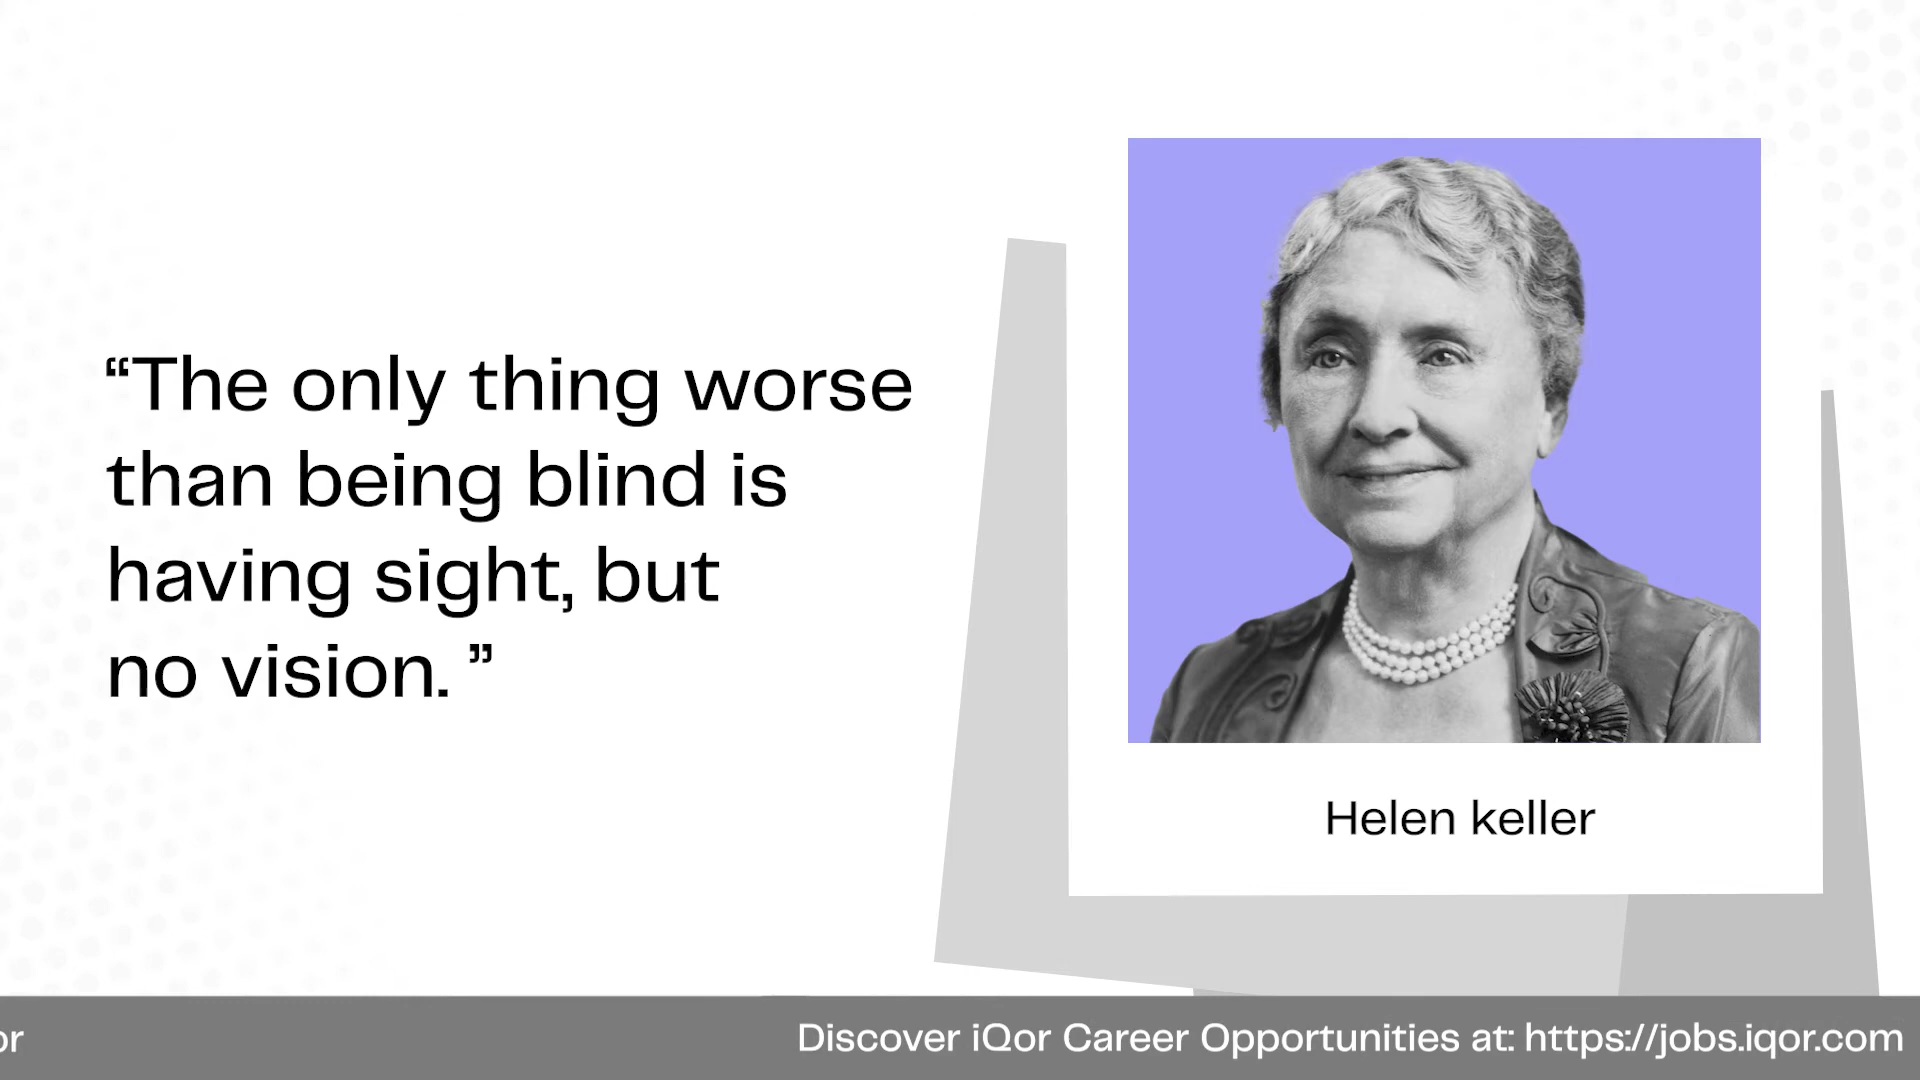 “The only thing worse
than being blind is
having sight, but
no vision. ”
Helen keller
or
Discover iQor Career Opportunities at: https://jobs.iqor.com